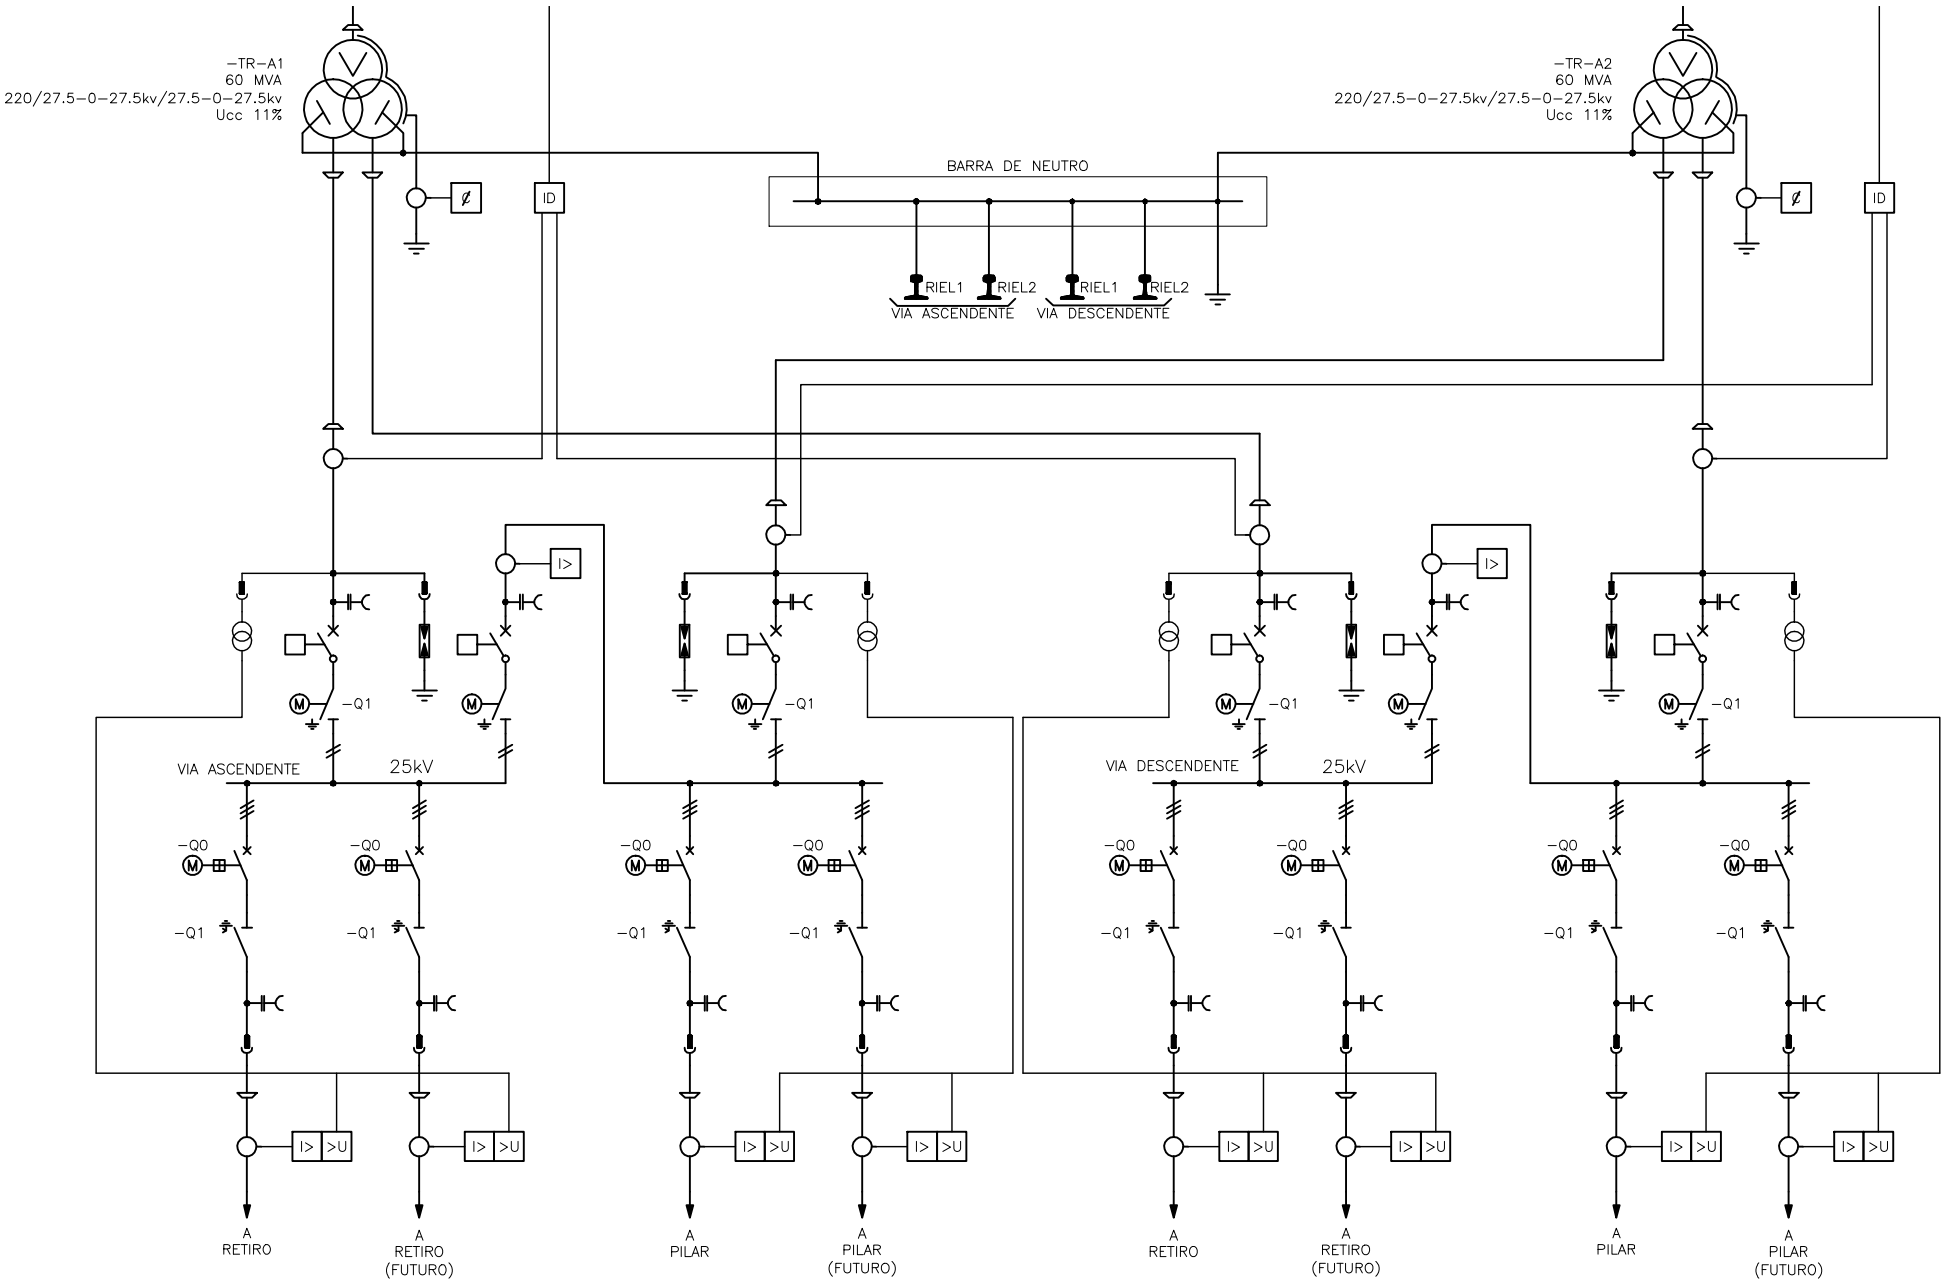 -TR-A1
60 MVA
220/27.5-0-27.5kv/27.5-0-27.5kv
Ucc 11%
-TR-A2
60 MVA
220/27.5-0-27.5kv/27.5-0-27.5kv
Ucc 11%
BARRA DE NEUTRO
ID
ID
RIEL1
RIEL2
RIEL1
RIEL2
VIA ASCENDENTE
VIA DESCENDENTE
I>
I>
M
-Q1
M
M
-Q1
M
-Q1
M
M
-Q1
VIA ASCENDENTE
25kV
VIA DESCENDENTE
25kV
-Q0
-Q0
-Q0
-Q0
-Q0
-Q0
-Q0
-Q0
M
M
M
M
M
M
M
M
-Q1
-Q1
-Q1
-Q1
-Q1
-Q1
-Q1
-Q1
I> >U
I> >U
I> >U
I> >U
I> >U
I> >U
I> >U
I> >U
A
RETIRO
A
RETIRO
(FUTURO)
A
PILAR
A
PILAR
(FUTURO)
A
RETIRO
A
RETIRO
(FUTURO)
A
PILAR
A
PILAR
(FUTURO)